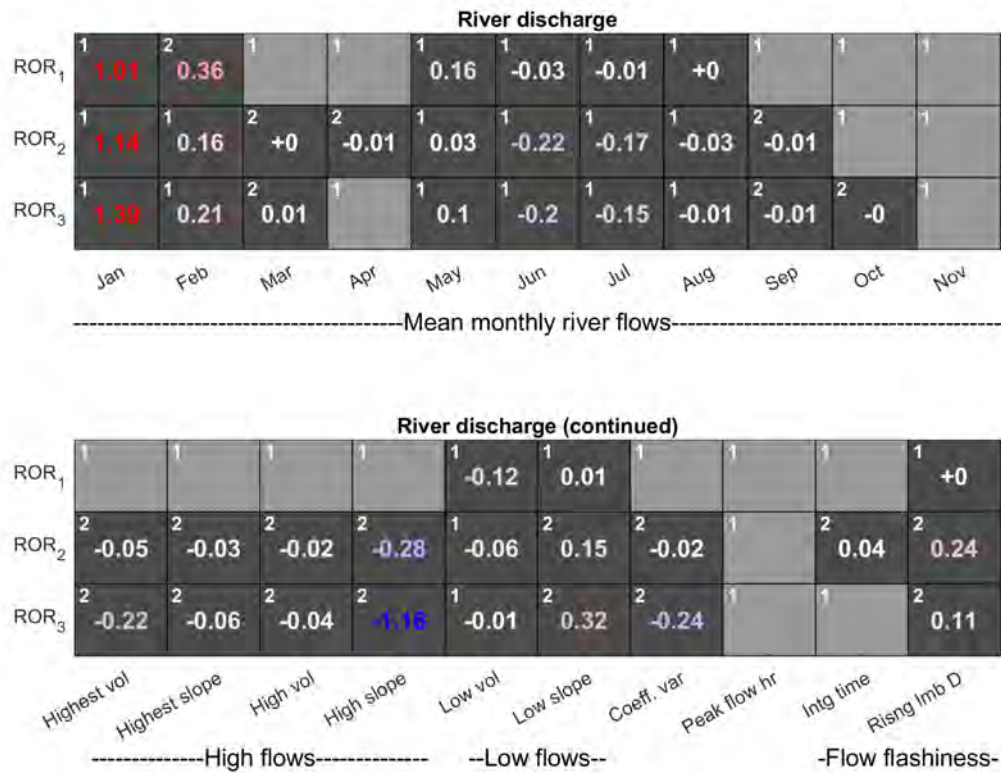 River discharge
ROR1 1 1.01 2 0.36 1 1 1 0.16 1 -0.03 1 -0.01 1 +0 1 1 1
ROR2 1 1.14 1 0.16 2 +0 2 -0.01 1 0.03 1 -0.22 1 -0.17 1 -0.03 2 -0.01 1 1
ROR3 1 1.39 1 0.21 2 0.01 1 1 0.1 1 -0.2 1 -0.15 1 -0.01 2 -0.01 2 -0 1
Jan Feb Mar Apr May Jun Jul Aug Sep Oct Nov
Mean monthly river flows
River discharge (continued)
ROR1 1 1 1 1 1 -0.12 1 0.01 1 1 1 1 +0
ROR2 2 -0.05 2 -0.03 2 -0.02 2 -0.28 1 -0.06 2 0.15 2 -0.02 1 2 0.04 2 0.24
ROR3 2 -0.22 2 -0.06 2 -0.04 2 -1.16 1 -0.01 2 0.32 2 -0.24 1 1 2 0.11
Highest vol Highest slope High vol High slope Low vol Low slope Coeff. var Peak flow hr Intg time Risng lmb D
---------------High flows--------------- --Low flows-- -Flow flashiness-